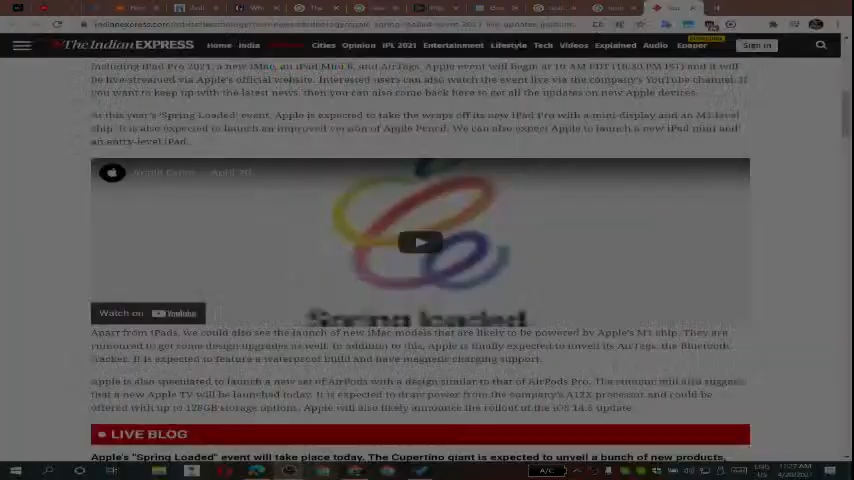 The Indian EXPRESS Home India Cities Opinion IPL 2021 Entertainment Lifestyle Tech Videos Explained Audio Epaper Sign in
including iPad Pro 2021, a new iMac, an iPad Mini 6, and AirTags. Apple event will begin at 10 AM PDT (10:30 PM IST) and it will
be live-streamed via Apple's official website. Interested users can also watch the event live via the company's YouTube channel. If
you want to keep up with the latest news, then you can also come back here to get all the updates on new Apple devices.
At this year's 'Spring Loaded' event, Apple is expected to take the wraps off its new iPad Pro with a mini-display and an M1-level
chip. It is also expected to launch an improved version of Apple Pencil. We can also expect Apple to launch a new iPad mini and
an entry-level iPad.
Apple Event — April 20
Spring loaded.
Watch on YouTube
Apart from iPads, we could also see the launch of new iMac models that are likely to be powered by Apple's M1 chip. They are
rumoured to get some design upgrades as well. In addition to this, Apple is finally expected to unveil its AirTags, the Bluetooth
tracker. It is expected to feature a waterproof build and have magnetic charging support.
Apple is also speculated to launch a new set of AirPods with a design similar to that of AirPods Pro. The rumour mill also suggests
that a new Apple TV will be launched today. It is expected to draw power from the company's A12X processor and could be
offered with up to 128GB storage options. Apple will also likely announce the rollout of the iOS 14.5 update.
LIVE BLOG
Apple's "Spring Loaded" event will take place today. The Cupertino giant is expected to unveil a bunch of new products,
A/C ENG 11:27 AM
US 4/20/2021